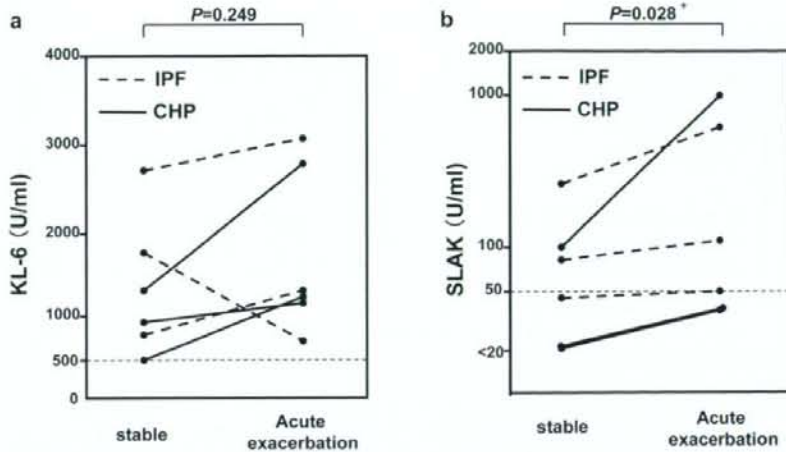 a
P=0.249
4000
IPF
CHP
3000
2000
1000
500
0
KL-6 (U/ml)
stable
Acute
exacerbation
b
P=0.028 *
2000
1000
IPF
CHP
100
50
<20
SLAK (U/ml)
stable
Acute
exacerbation